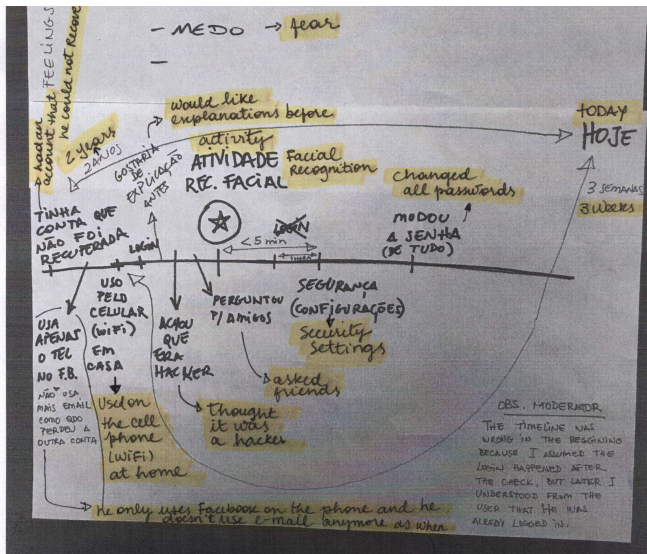 - MEDO → fear
-
FEELINGS
had an
account that
he could not recove
would like
explanations before
2 years
2 ANOS
GOSTARIA
DE
EXPLICAÇÃO
ANTES
activity
ATIVIDADE Facial
REC. FACIAL Recognition
TODAY
HOJE
changed
all passwords
3 SEMANAS
3 weeks
TINHA
CONTA QUE
NÃO FOI
RECUPERADA
LOGIN
LOGIN
< 5 min
MUDOU
A SENHA
(DE TUDO)
USA
APENAS
O TEL
NO F.B.
NÃO USA
MAIS EMAIL
COMO QDO
PERDEU A
OUTRA CONTA
USO
PELO
CELULAR
(WIFI)
EM
CASA
Used on
the cell
phone
(WiFi)
at home
ACHOU
QUE
ERA
HACKER
Thought
it was
a hacker
PERGUNTOU
P/ AMIGOS
asked
friends
SEGURANÇA
(CONFIGURAÇÕES)
Security
Settings
OBS. MODERATOR
THE TIMELINE WAS
WRONG IN THE BEGGINING
BECAUSE I ASSUMED THE
LOGIN HAPPENED AFTER
THE CHECK, BUT LATER I
UNDERSTOOD FROM THE
USER THAT HE WAS
ALREDY LOGGED IN.
he only uses Facebook on the phone and he
doesn't use e-mail anymore as when